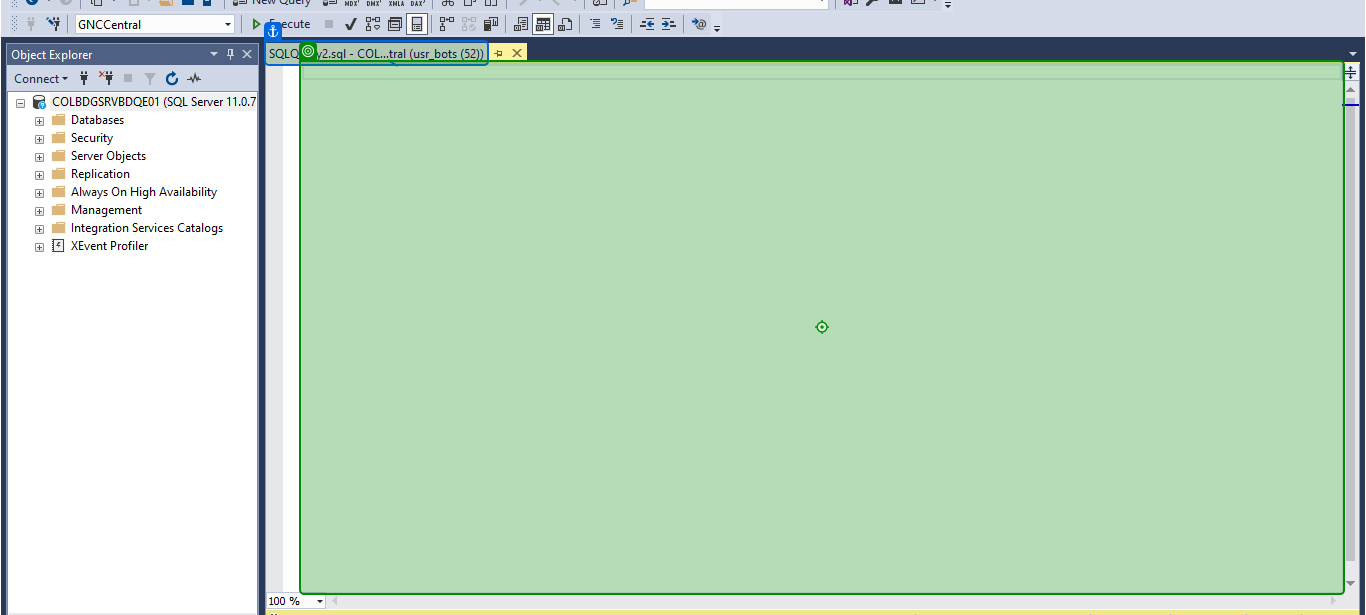 New Query
MDX
DMX
XMLA
DAX
GNCCentral
Execute
Object Explorer
SQLQ y2.sql - COL...tral (usr_bots (52))
Connect
COLBDGSRVBDQE01 (SQL Server 11.0.7
Databases
Security
Server Objects
Replication
Always On High Availability
Management
Integration Services Catalogs
XEvent Profiler
100 %